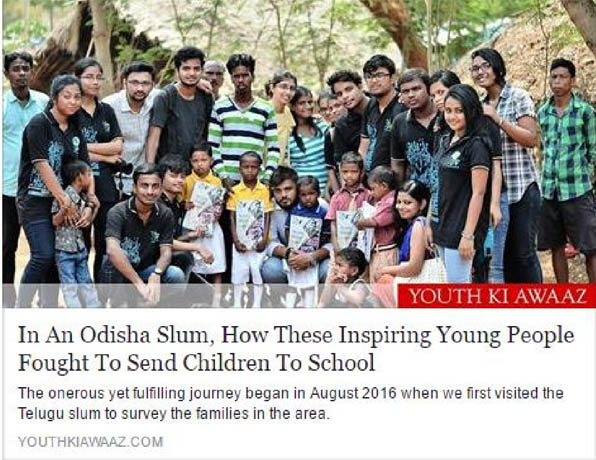 YOUTH KI AWAAZ
In An Odisha Slum, How These Inspiring Young People
Fought To Send Children To School
The onerous yet fulfilling journey began in August 2016 when we first visited the
Telugu slum to survey the families in the area.
YOUTHKIAWAAZ.COM